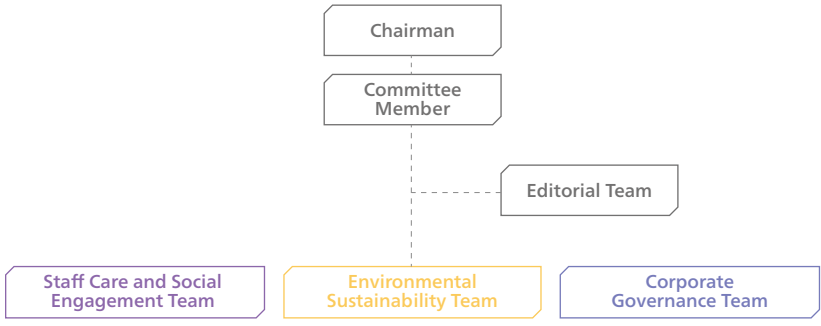 Chairman
Committee
Member
Editorial Team
Staff Care and Social
Engagement Team
Environmental
Sustainability Team
Corporate
Governance Team